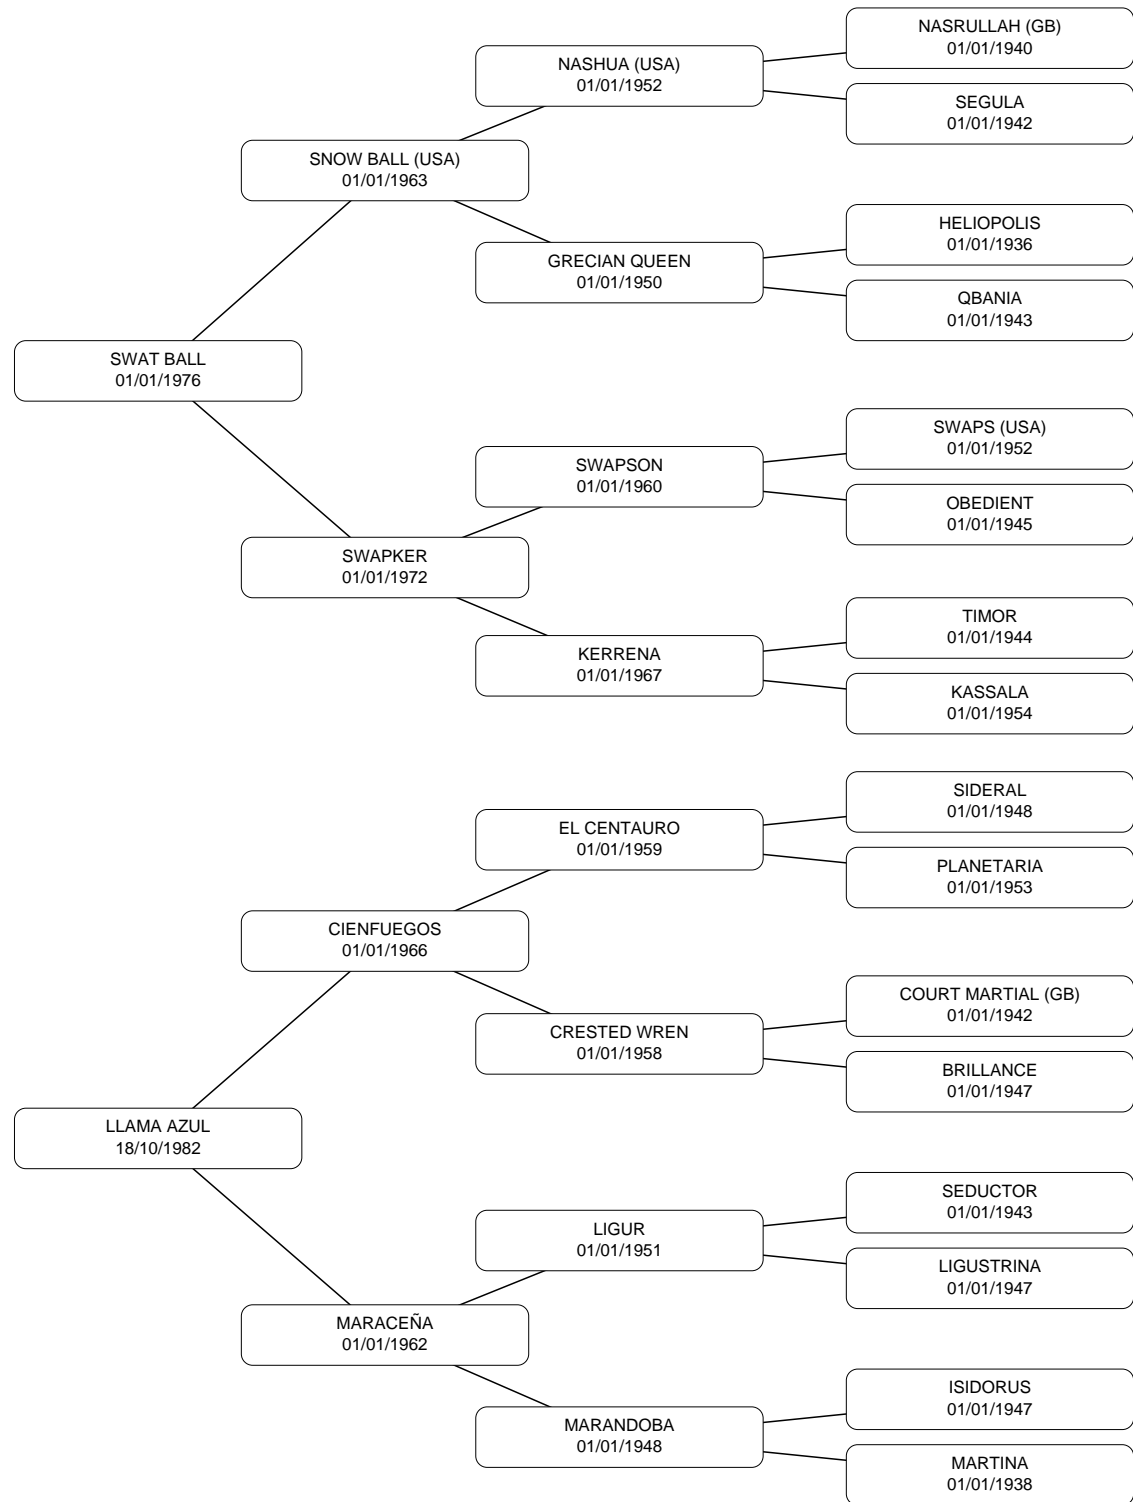 NASRULLAH (GB)
01/01/1940
NASHUA (USA)
01/01/1952
SEGULA
01/01/1942
SNOW BALL (USA)
01/01/1963
HELIOPOLIS
01/01/1936
GRECIAN QUEEN
01/01/1950
QBANIA
01/01/1943
SWAT BALL
01/01/1976
SWAPS (USA)
01/01/1952
SWAPSON
01/01/1960
OBEDIENT
01/01/1945
SWAPKER
01/01/1972
TIMOR
01/01/1944
KERRENA
01/01/1967
KASSALA
01/01/1954
SIDERAL
01/01/1948
EL CENTAURO
01/01/1959
PLANETARIA
01/01/1953
CIENFUEGOS
01/01/1966
COURT MARTIAL (GB)
01/01/1942
CRESTED WREN
01/01/1958
BRILLANCE
01/01/1947
LLAMA AZUL
18/10/1982
SEDUCTOR
01/01/1943
LIGUR
01/01/1951
LIGUSTRINA
01/01/1947
MARACEÑA
01/01/1962
ISIDORUS
01/01/1947
MARANDOBA
01/01/1948
MARTINA
01/01/1938